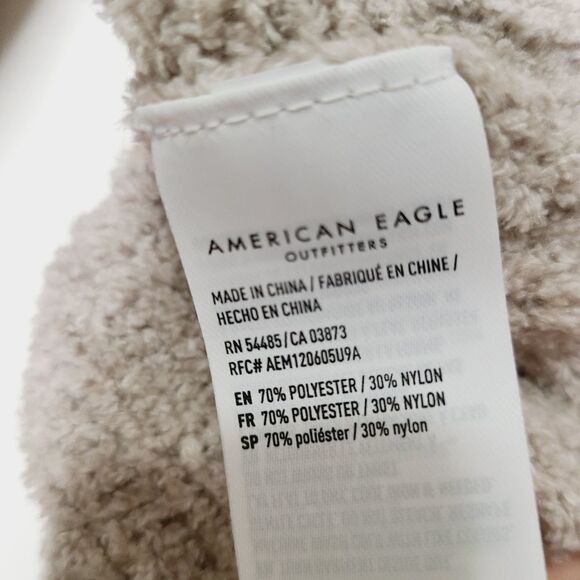 AMERICAN EAGLE
OUTFITTERS
MADE IN CHINA / FABRIQUÉ EN CHINE /
HECHO EN CHINA
RN 54485/CA 03873
RFC# AEM120605U9A
EN 70% POLYESTER / 30% NYLON
FR 70% POLYESTER / 30% NYLON
SP 70% poliéster / 30% nylon